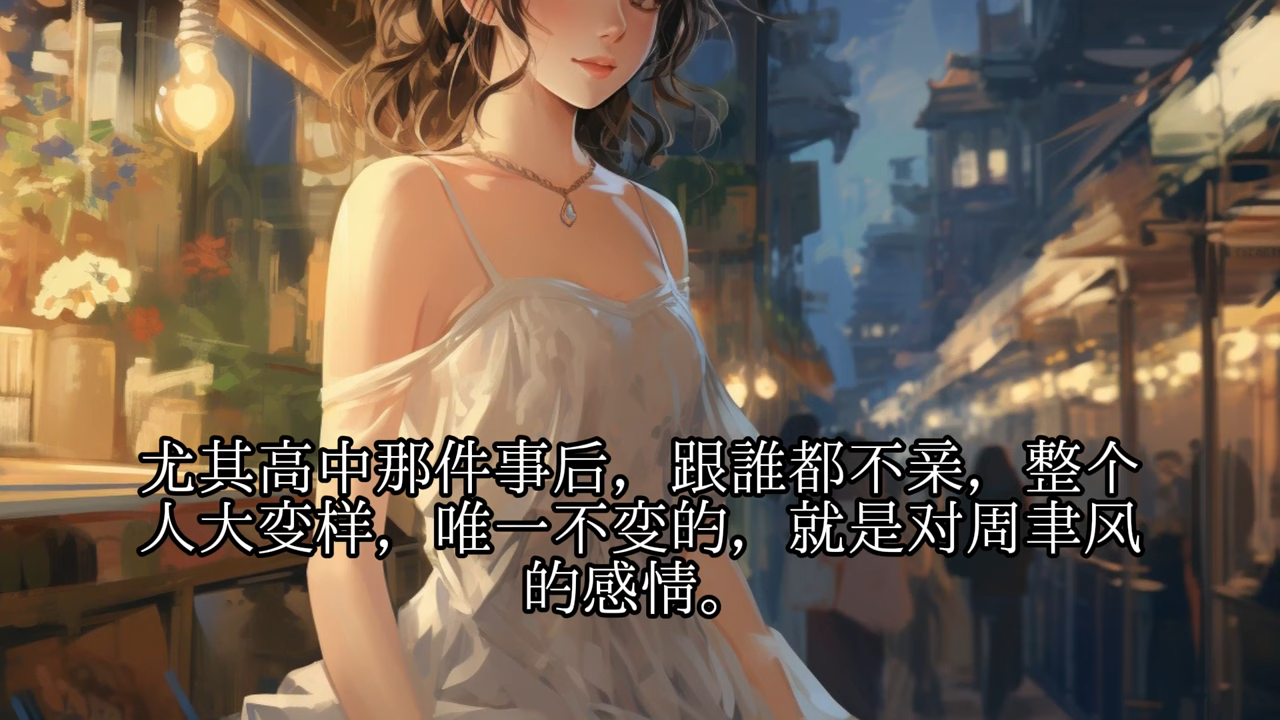 尤其高中那件事后，跟誰都不采，整个
人大变样，唯一不变的，就是对周聿风
的感情。